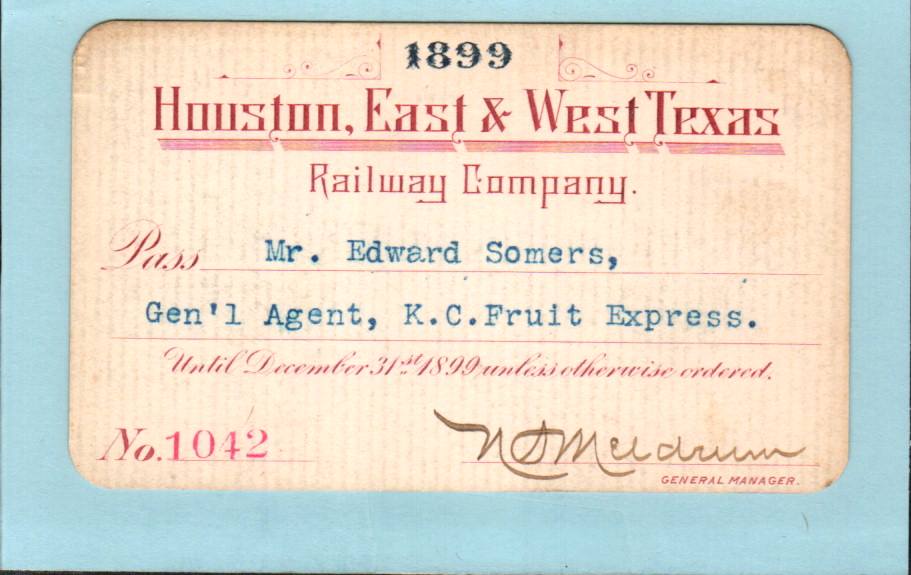 1899
Houston, East & West Texas
Railway Company.
Pass Mr. Edward Somers,
Gen'l Agent, K.C.Fruit Express.
Until December 31st 1899 unless otherwise ordered.
No. 1042
N S Meldrum
GENERAL MANAGER.